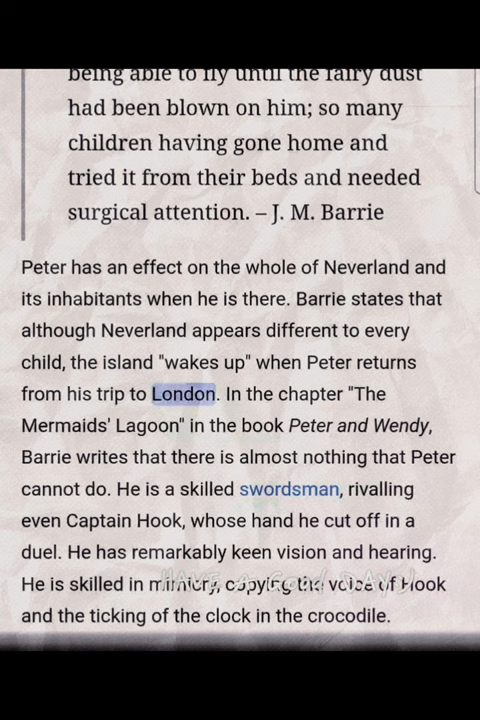 being able to fly until the fairy dust
had been blown on him; so many
children having gone home and
tried it from their beds and needed
surgical attention. – J. M. Barrie
Peter has an effect on the whole of Neverland and
its inhabitants when he is there. Barrie states that
although Neverland appears different to every
child, the island "wakes up" when Peter returns
from his trip to London. In the chapter "The
Mermaids' Lagoon" in the book Peter and Wendy,
Barrie writes that there is almost nothing that Peter
cannot do. He is a skilled swordsman, rivalling
even Captain Hook, whose hand he cut off in a
duel. He has remarkably keen vision and hearing.
He is skilled in mimicry, copying the voice of Hook
and the ticking of the clock in the crocodile.